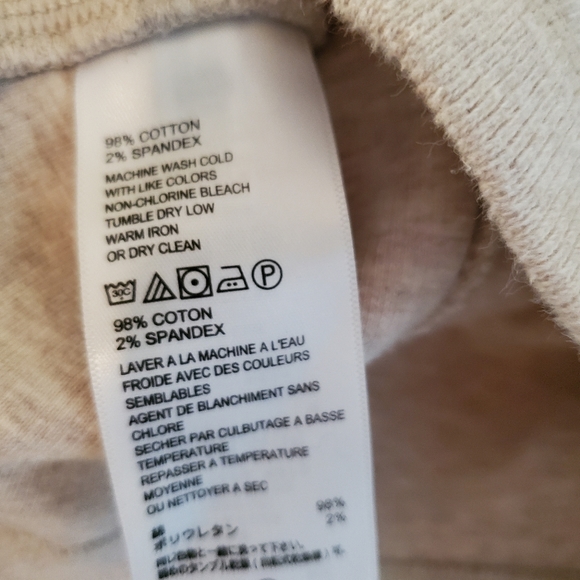 98% COTTON
2% SPANDEX
MACHINE WASH COLD
WITH LIKE COLORS
NON-CHLORINE BLEACH
TUMBLE DRY LOW
WARM IRON
OR DRY CLEAN
30C P
98% COTON
2% SPANDEX
LAVER A LA MACHINE A L'EAU
FROIDE AVEC DES COULEURS
SEMBLABLES
AGENT DE BLANCHIMENT SANS
CHLORE
SECHER PAR CULBUTAGE A BASSE
TEMPERATURE
REPASSER A TEMPERATURE
MOYENNE
OU NETTOYER A SEC
綿 98%
ポリウレタン 2%